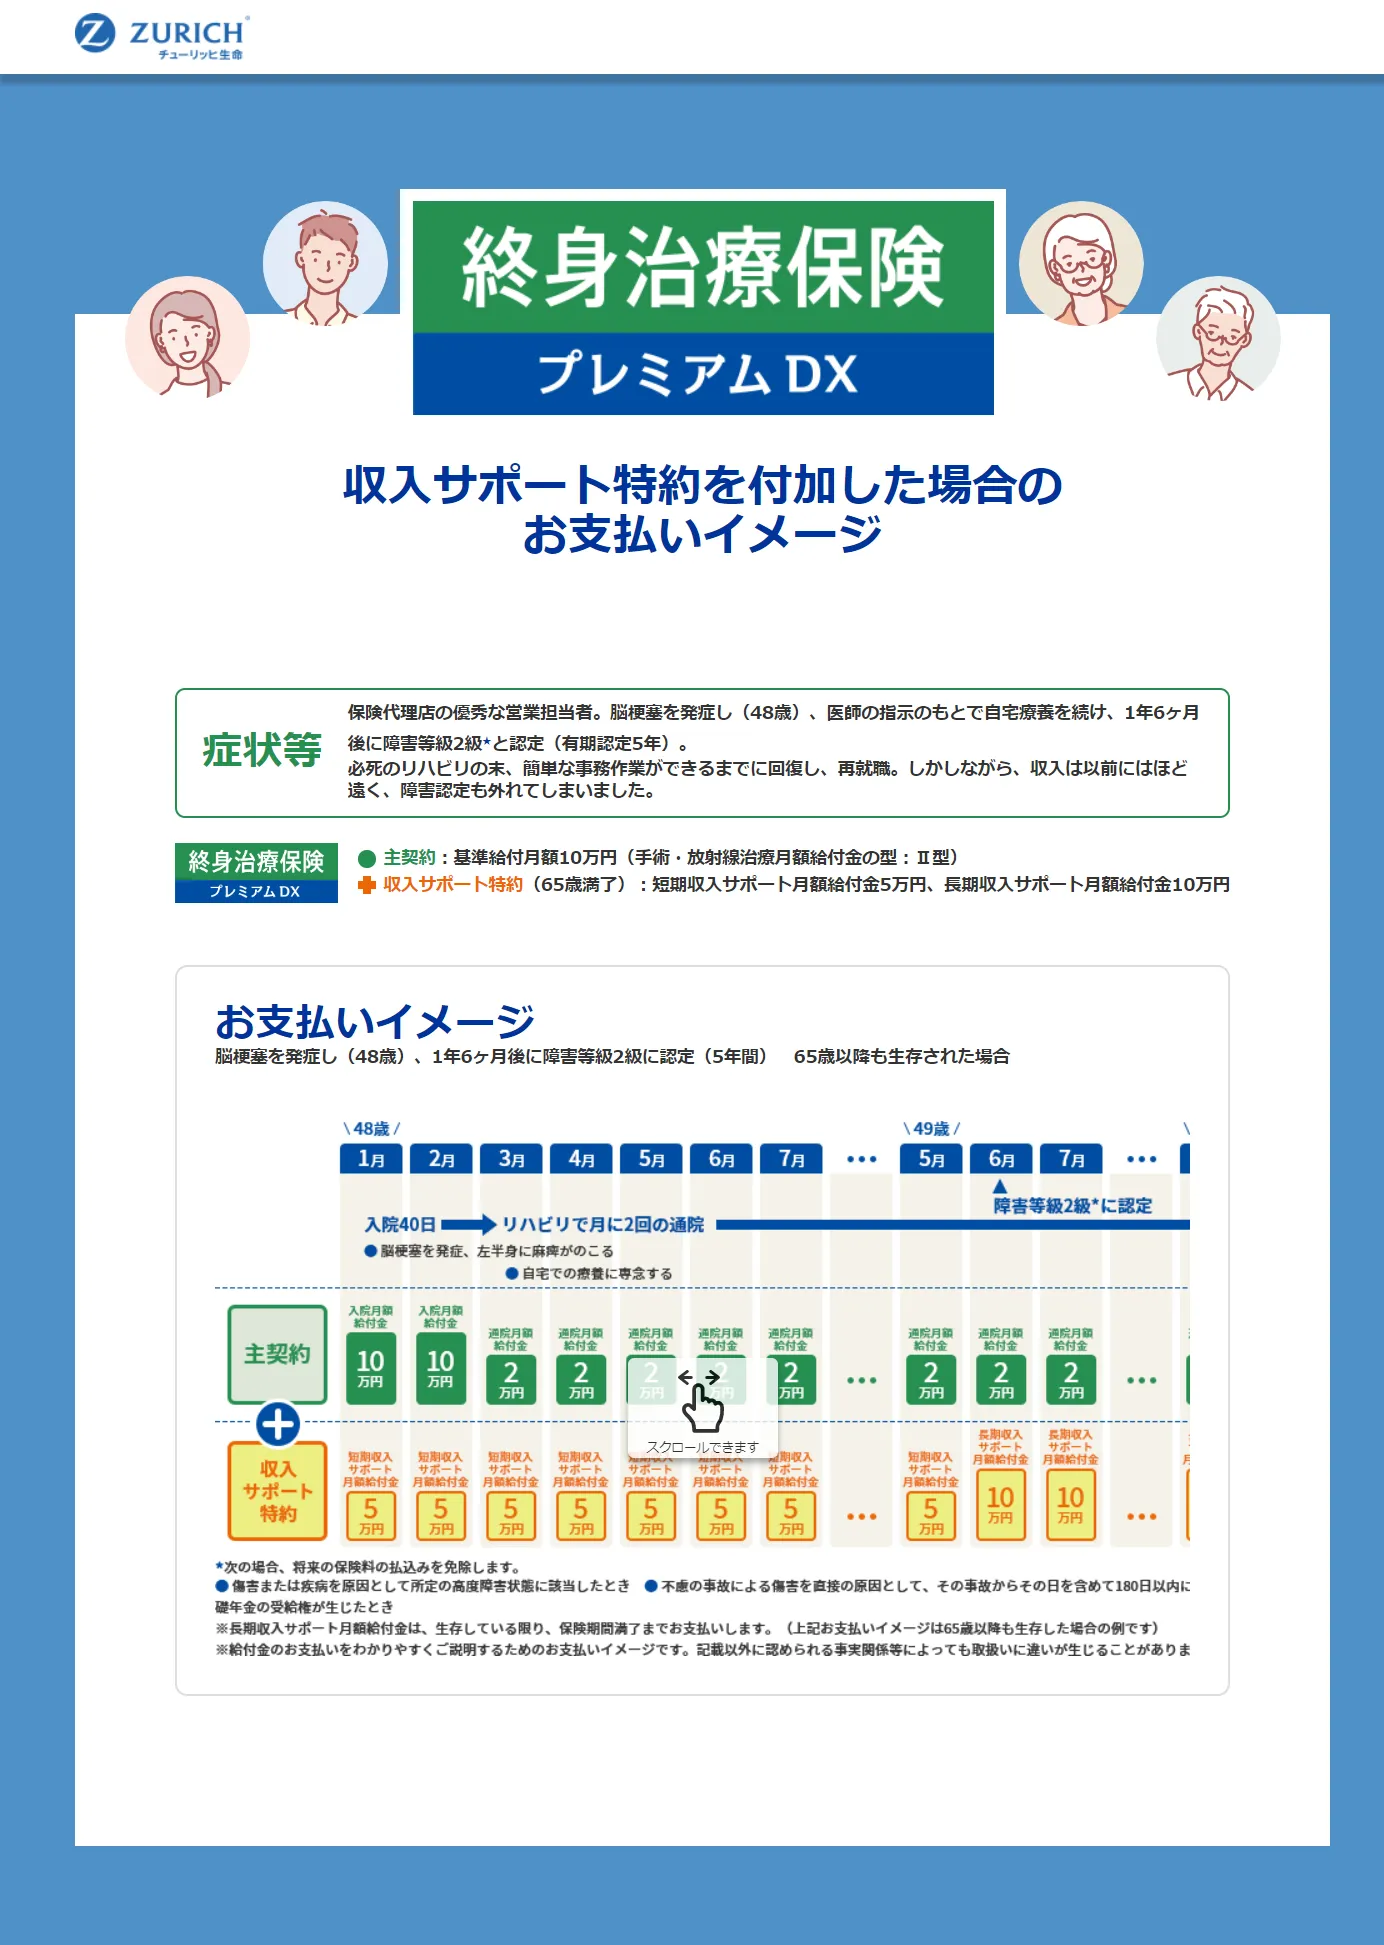 ZURICH
チューリッヒ生命
終身治療保険
プレミアム DX
収入サポート特約を付加した場合の
お支払いイメージ
症状等
保険代理店の優秀な営業担当者。脳梗塞を発症し（48歳）、医師の指示のもとで自宅療養を続け、1年6ヶ月
後に障害等級2級★と認定（有期認定5年）。
必死のリハビリの末、簡単な事務作業ができるまでに回復し、再就職。しかしながら、収入は以前にはほど
遠く、障害認定も外れてしまいました。
終身治療保険
プレミアム DX
主契約：基準給付月額10万円（手術・放射線治療月額給付金の型：Ⅱ型）
収入サポート特約（65歳満了）：短期収入サポート月額給付金5万円、長期収入サポート月額給付金10万円
お支払いイメージ
脳梗塞を発症し（48歳）、1年6ヶ月後に障害等級2級に認定（5年間）　65歳以降も生存された場合
\ 48歳 / \ 49歳 / \
1月 2月 3月 4月 5月 6月 7月 ••• 5月 6月 7月 •••
▲
障害等級2級*に認定
入院40日 リハビリで月に2回の通院
● 脳梗塞を発症、左半身に麻痺がのこる
● 自宅での療養に専念する
主契約
入院月額 入院月額
給付金 給付金
通院月額 通院月額 通院月額 通院月額 通院月額 通院月額 通院月額 通院月額
給付金 給付金 給付金 給付金 給付金 給付金 給付金 給付金
10 10 2 2 2 2 2 ••• 2 2 2 •••
万円 万円 万円 万円 万円 万円 万円 万円 万円 万円
スクロールできます
収入
サポート
特約
短期収入 短期収入 短期収入 短期収入 短期収入 短期収入 短期収入 短期収入 長期収入 長期収入
サポート サポート サポート サポート サポート サポート サポート サポート サポート サポート
月額給付金 月額給付金 月額給付金 月額給付金 月額給付金 月額給付金 月額給付金 月額給付金 月額給付金 月額給付金
5 5 5 5 5 5 5 ••• 5 10 10 •••
万円 万円 万円 万円 万円 万円 万円 万円 万円 万円
*次の場合、将来の保険料の払込みを免除します。
● 傷害または疾病を原因として所定の高度障害状態に該当したとき　● 不慮の事故による傷害を直接の原因として、その事故からその日を含めて180日以内に
礎年金の受給権が生じたとき
※長期収入サポート月額給付金は、生存している限り、保険期間満了までお支払いします。（上記お支払いイメージは65歳以降も生存した場合の例です）
※給付金のお支払いをわかりやすくご説明するためのお支払いイメージです。記載以外に認められる事実関係等によっても取扱いに違いが生じることがありま